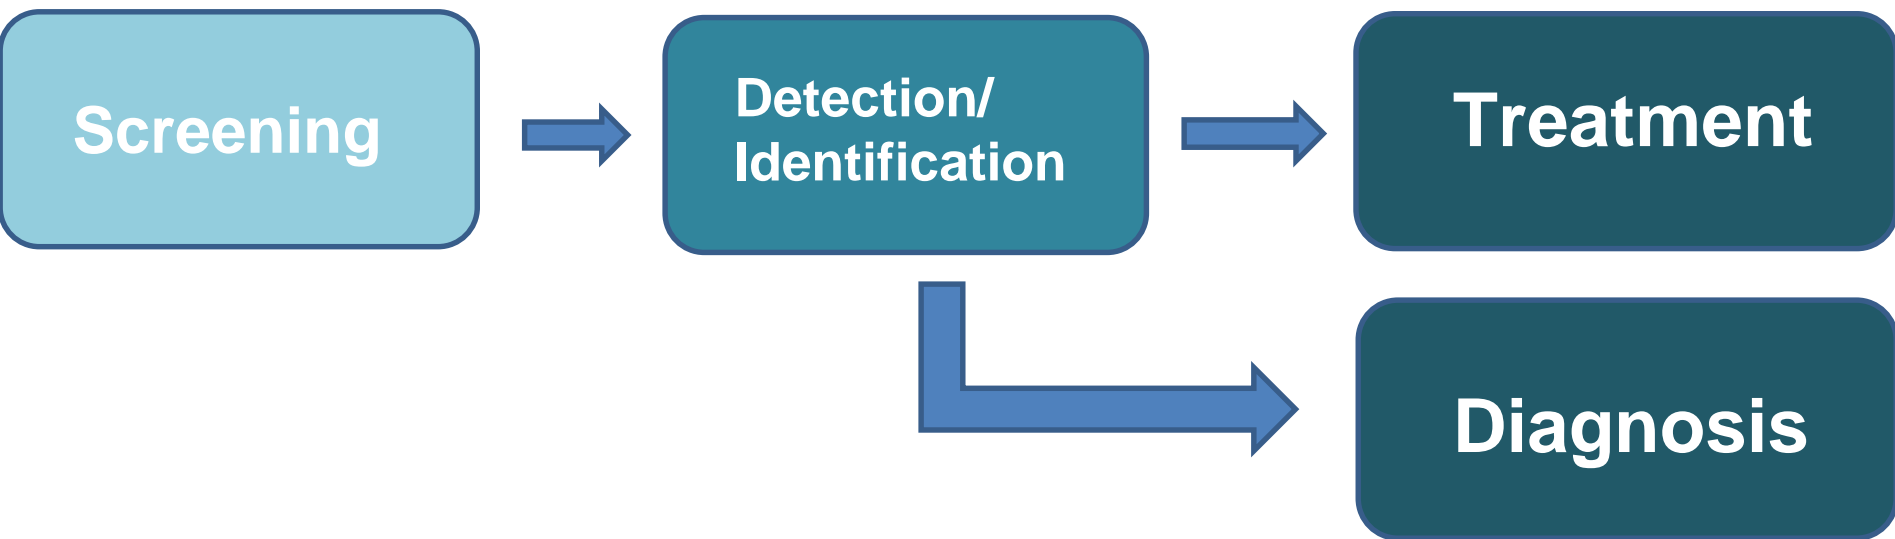 Screening
Detection/
Identification
Treatment
Diagnosis